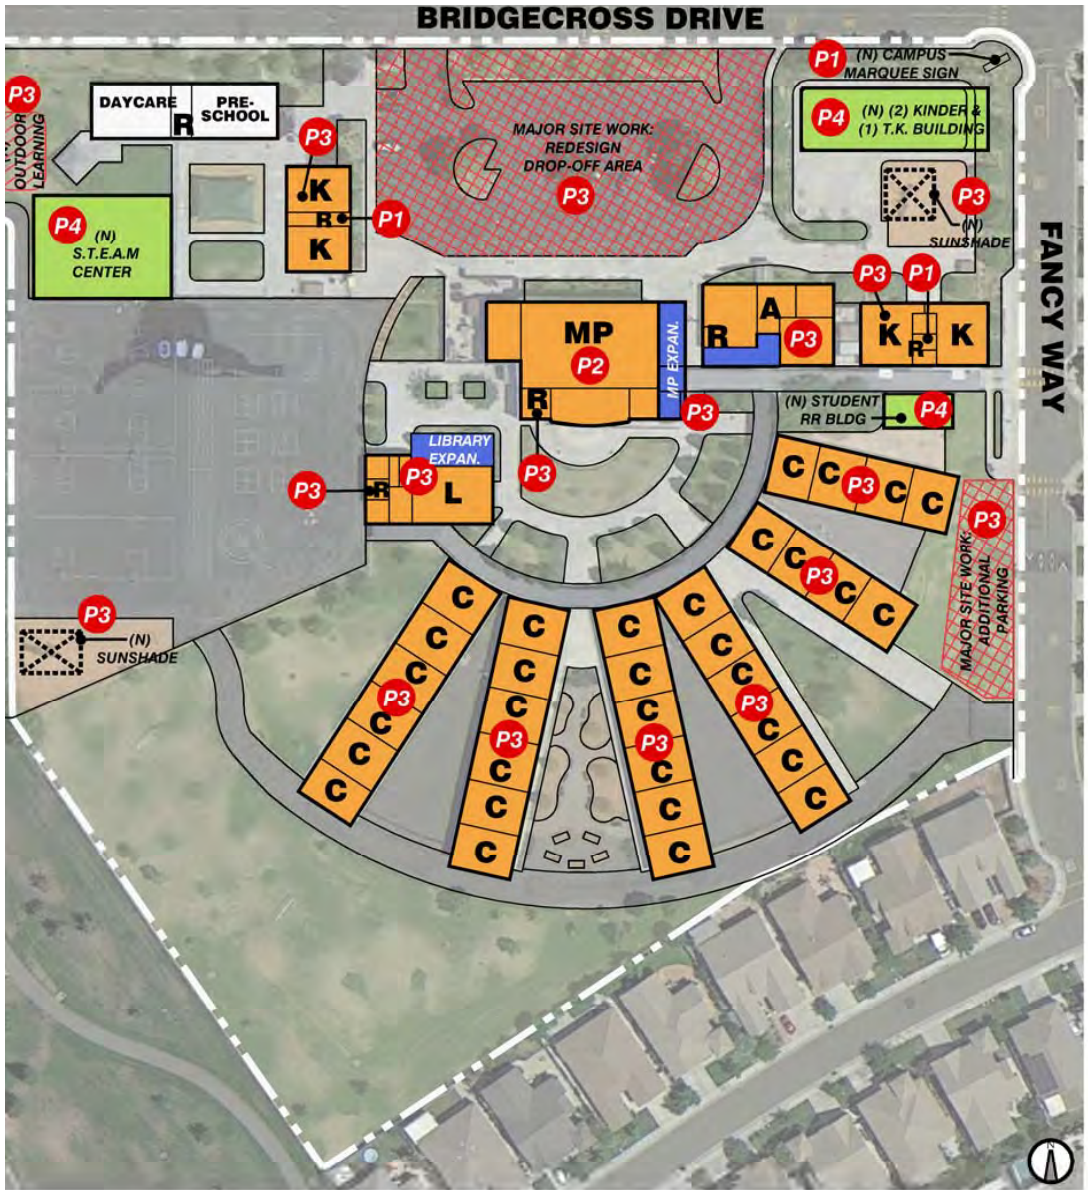 BRIDGECROSS DRIVE
P1
(N) CAMPUS
MARQUEE SIGN
P3
OUTDOOR
LEARNING
DAYCARE
R
PRE-
SCHOOL
P3
MAJOR SITE WORK:
REDESIGN
DROP-OFF AREA
P3
P4
(N) (2) KINDER &
(1) T.K. BUILDING
K
R
K
P1
P4
(N)
S.T.E.A.M
CENTER
P3
(N)
SUNSHADE
FANCY WAY
P3
P1
MP
P2
R
MP EXPAN.
P3
A
R
P3
K
R
K
(N) STUDENT
RR BLDG
P4
LIBRARY
EXPAN.
P3
R
P3
L
P3
C
C
P3
C
C
C
C
P3
C
C
P3
MAJOR SITE WORK:
ADDITIONAL
PARKING
P3
(N)
SUNSHADE
C
C
C
P3
C
C
C
C
C
C
P3
C
C
C
C
C
C
P3
C
C
C
C
C
C
P3
C
C
C